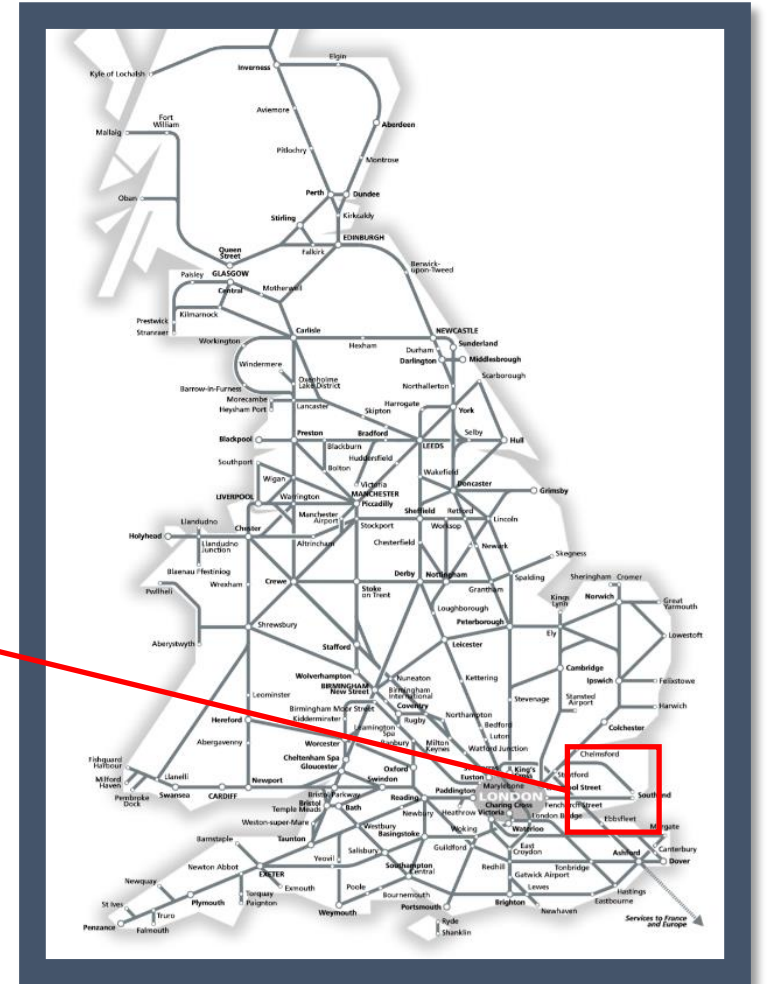 Elgin
Inverness
Kyle of Lochalsh
Aviemore
Fort
William
Mallaig
Aberdeen
Pitlochry
Montrose
Perth
Dundee
Oban
Stirling
Kirkcaldy
EDINBURGH
Queen
Street
Falkirk
Berwick-
upon-Tweed
Paisley
GLASGOW
Central
Motherwell
Prestwick
Kilmarnock
Stranraer
Carlisle
NEWCASTLE
Workington
Hexham
Sunderland
Durham
Darlington
Middlesbrough
Windermere
Scarborough
Oxenholme
Lake District
Barrow-in-Furness
Northallerton
Morecambe
Heysham Port
Lancaster
Harrogate
Skipton
York
Preston
Bradford
Selby
Blackpool
Blackburn
LEEDS
Hull
Huddersfield
Southport
Bolton
Wakefield
Wigan
Victoria
Doncaster
MANCHESTER
Grimsby
LIVERPOOL
Warrington
Piccadilly
Manchester
Airport
Sheffield
Retford
Llandudno
Lincoln
Chester
Stockport
Worksop
Holyhead
Llandudno
Junction
Altrincham
Chesterfield
Newark
Skegness
Blaenau Ffestiniog
Derby
Nottingham
Spalding
Sheringham
Cromer
Wrexham
Crewe
Stoke
on Trent
Grantham
Pwllheli
Kings
Lynn
Norwich
Great
Yarmouth
Loughborough
Peterborough
Shrewsbury
Ely
Lowestoft
Aberystwyth
Stafford
Leicester
Cambridge
Wolverhampton
Nuneaton
Kettering
Ipswich
Felixstowe
BIRMINGHAM
New Street
Birmingham
International
Stansted
Airport
Leominster
Coventry
Stevenage
Harwich
Birmingham Moor Street
Kidderminster
Rugby
Northampton
Hereford
Leamington
Spa
Bedford
Colchester
Worcester
Banbury
Milton
Keynes
Luton
Abergavenny
Watford Junction
Chelmsford
Cheltenham Spa
Gloucester
Oxford
King's
Fishguard
Harbour
Euston
Stratford
Llanelli
Swindon
Marylebone
Street
Milford
Haven
Newport
Paddington
Southend
Pembroke
Dock
Swansea
CARDIFF
Bristol Parkway
Reading
LONDON
Fenchurch Street
Bristol
Temple Meads
Bath
Newbury
Heathrow
Victoria
Charing Cross
London Bridge
Ebbsfleet
Weston-super-Mare
Westbury
Basingstoke
Woking
Waterloo
Margate
Barnstaple
Taunton
Salisbury
Guildford
East
Croydon
Canterbury
Yeovil
Ashford
Dover
Newton Abbot
EXETER
Southampton
Central
Redhill
Gatwick Airport
Tonbridge
Newquay
Exmouth
Poole
Lewes
Hastings
St Ives
Plymouth
Torquay
Paignton
Bournemouth
Eastbourne
Truro
Weymouth
Portsmouth
Brighton
Newhaven
Penzance
Falmouth
Ryde
Shanklin
Services to France
and Europe